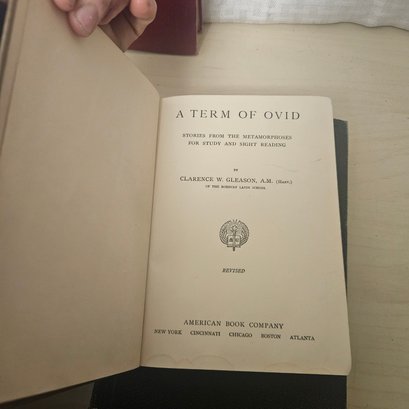 A TERM OF OVID
STORIES FROM THE METAMORPHOSES
FOR STUDY AND SIGHT READING
BY
CLARENCE W. GLEASON, A.M. (HARV.)
OF THE ROXBURY LATIN SCHOOL
REVISED
AMERICAN BOOK COMPANY
NEW YORK CINCINNATI CHICAGO BOSTON ATLANTA